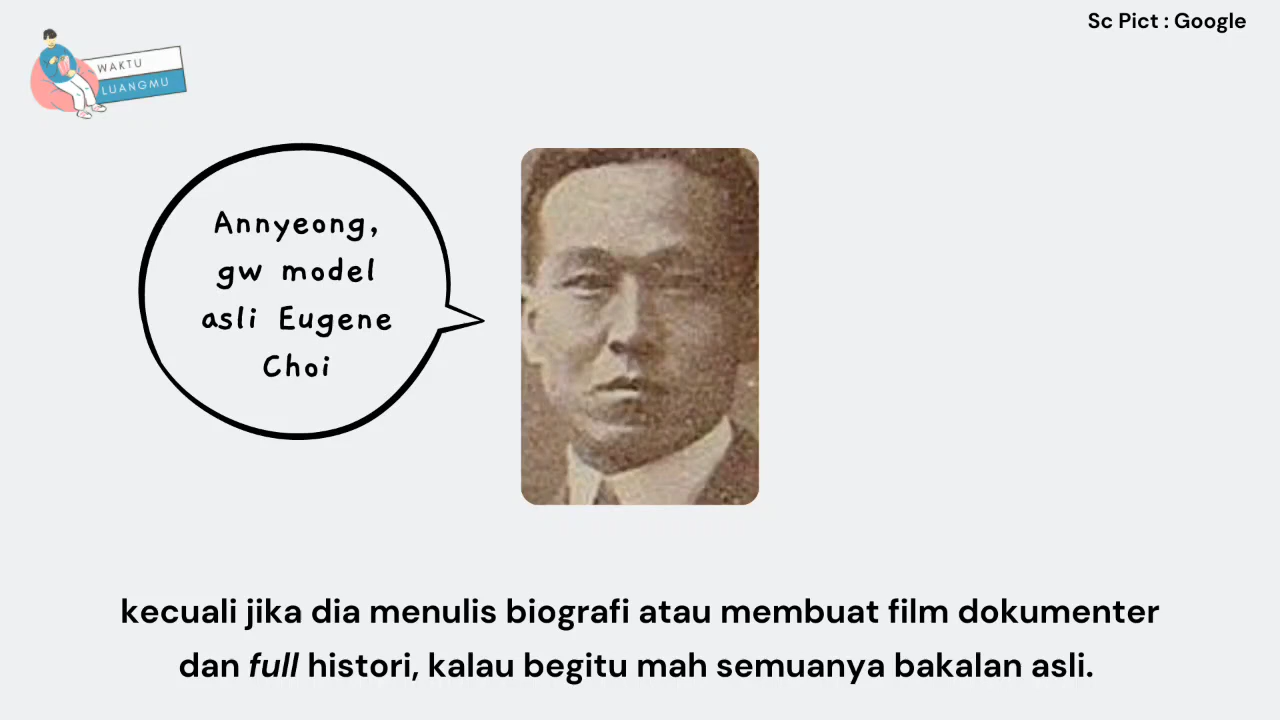 Sc Pict : Google
WAKTU
LUANGMU
Annyeong,
gw model
asli Eugene
Choi
kecuali jika dia menulis biografi atau membuat film dokumenter
dan full histori, kalau begitu mah semuanya bakalan asli.